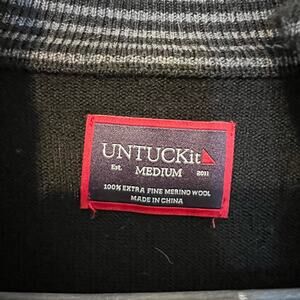 UNTUCKit
Est. MEDIUM 2011
100% EXTRA FINE MERINO WOOL
MADE IN CHINA